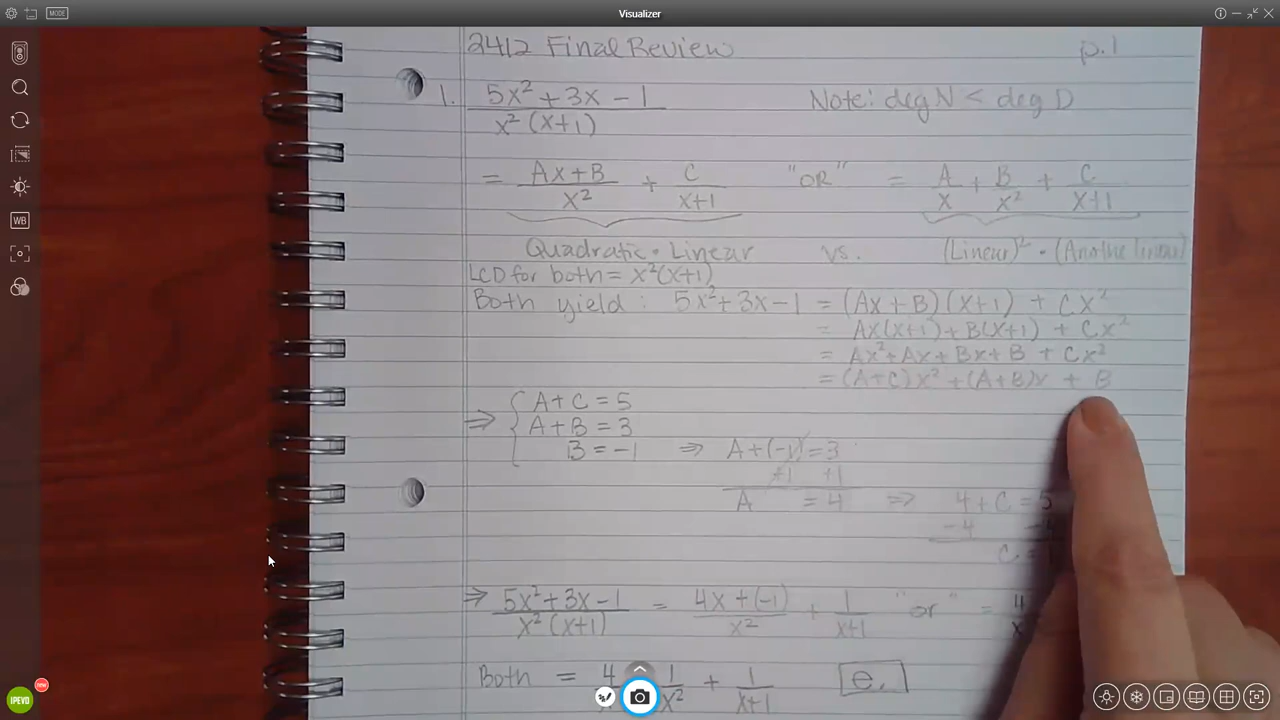 MODE
Visualizer
2412 Final Review p.1
1. 5x² + 3x - 1 / x²(x+1) Note: deg N < deg D
= Ax+B / x² + C / x+1 "OR" = A / x + B / x² + C / x+1
Quadratic · Linear vs. (Linear)² · (Another linear)
LCD for both = x²(x+1)
Both yield: 5x²+3x-1 = (Ax+B)(x+1) + Cx²
= Ax(x+1)+B(x+1) + Cx²
= Ax²+Ax+Bx+B + Cx²
= (A+C)x² + (A+B)x + B
⇒ { A+C = 5
A+B = 3
B = -1 ⇒ A+(-1)=3
+1 +1
A = 4 ⇒ 4+C = 5
-4 -4
C =
⇒ 5x²+3x-1 / x²(x+1) = 4x+(-1) / x² + 1 / x+1 "or" = 4 / x
Both = 4 1 / x² + 1 / x+1 e.
IPEVO
new